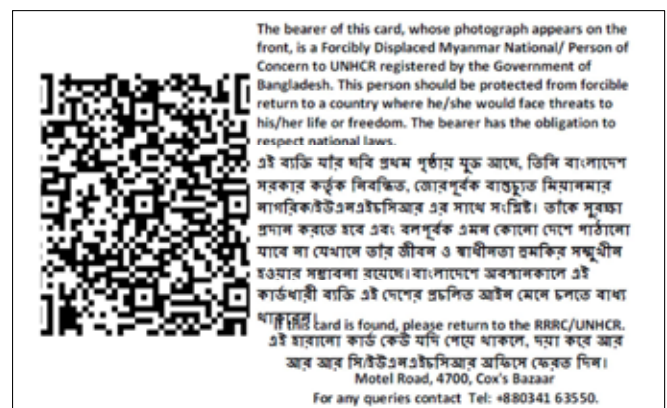 The bearer of this card, whose photograph appears on the
front, is a Forcibly Displaced Myanmar National/ Person of
Concern to UNHCR registered by the Government of
Bangladesh. This person should be protected from forcible
return to a country where he/she would face threats to
his/her life or freedom. The bearer has the obligation to
respect national laws.
এই ব্যক্তি যাঁর ছবি প্রথম পৃষ্ঠায় যুক্ত আছে, তিনি বাংলাদেশ
সরকার কর্তৃক নিবন্ধিত, জোরপূর্বক বাস্তুচ্যুত মিয়ানমার
নাগরিক/ইউএনএইচসিআর এর সাথে সংশ্লিষ্ট। তাঁকে সুরক্ষা
প্রদান করতে হবে এবং বলপূর্বক এমন কোনো দেশে পাঠানো
যাবে না যেখানে তাঁর জীবন ও স্বাধীনতা হুমকির সম্মুখীন
হওয়ার সম্ভাবনা রয়েছে। বাংলাদেশে অবস্থানকালে এই
কার্ডধারী ব্যক্তি এই দেশের প্রচলিত আইন মেনে চলতে বাধ্য
থাকবেন।
If this card is found, please return to the RRRC/UNHCR.
এই হারানো কার্ড কেউ যদি পেয়ে থাকলে, দয়া করে আর
আর আর সি/ইউএনএইচসিআর অফিসে ফেরত দিন।
Motel Road, 4700, Cox's Bazaar
For any queries contact Tel: +880341 63550.